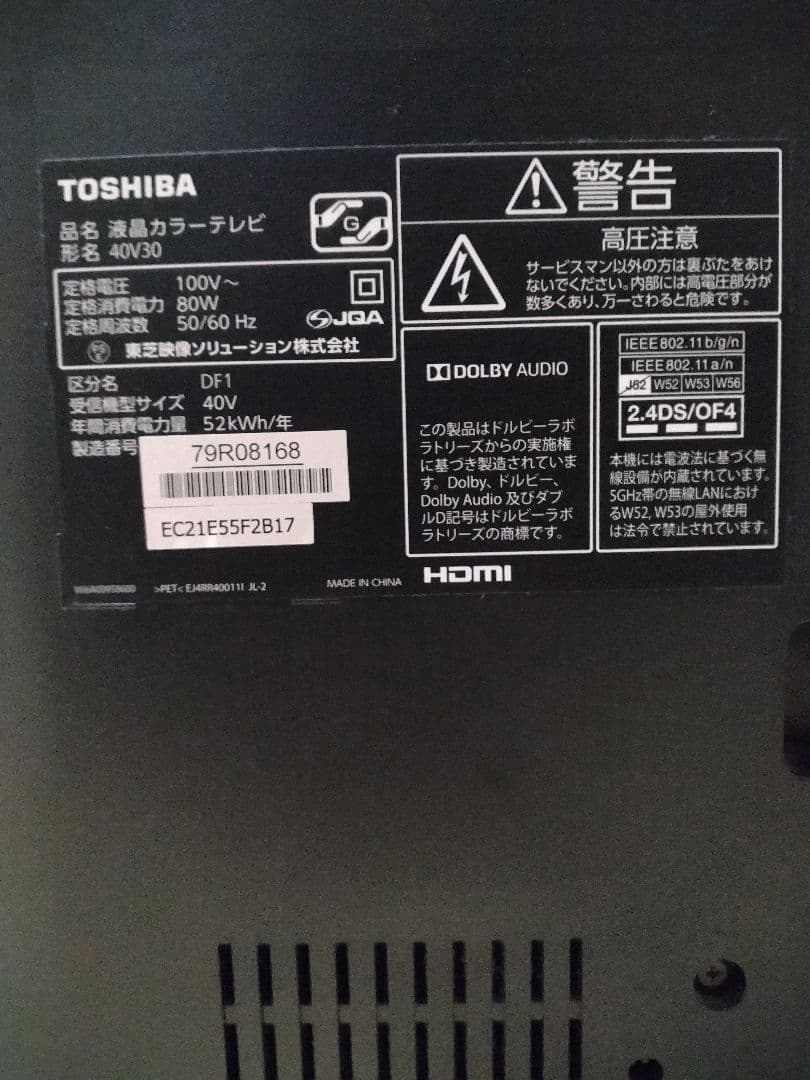 TOSHIBA
品名 液晶カラーテレビ
形名 40V30
G
定格電圧 100V～
定格消費電力 80W
定格周波数 50/60 Hz
JQA
PS
E
東芝映像ソリューション株式会社
区分名 DF1
受信機型サイズ 40V
年間消費電力量 52kWh/年
製造番号
79R08168
EC21E55F2B17
>PET< EJ4RR40011I JL-2
MADE IN CHINA
警告
高圧注意
サービスマン以外の方は裏ぶたをあけ
ないでください。内部には高電圧部分が
数多くあり、万一さわると危険です。
DOLBY AUDIO
この製品はドルビーラボ
ラトリーズからの実施権
に基づき製造されていま
す。Dolby、ドルビー、
Dolby Audio 及びダブ
ルD記号はドルビーラボ
ラトリーズの商標です。
HDMI
IEEE802.11b/g/n
IEEE802.11a/n
J52 W52 W53 W56
2.4DS/OF4
本機には電波法に基づく無
線設備が内蔵されています。
5GHz帯の無線LANにおけ
るW52, W53の屋外使用
は法令で禁止されています。